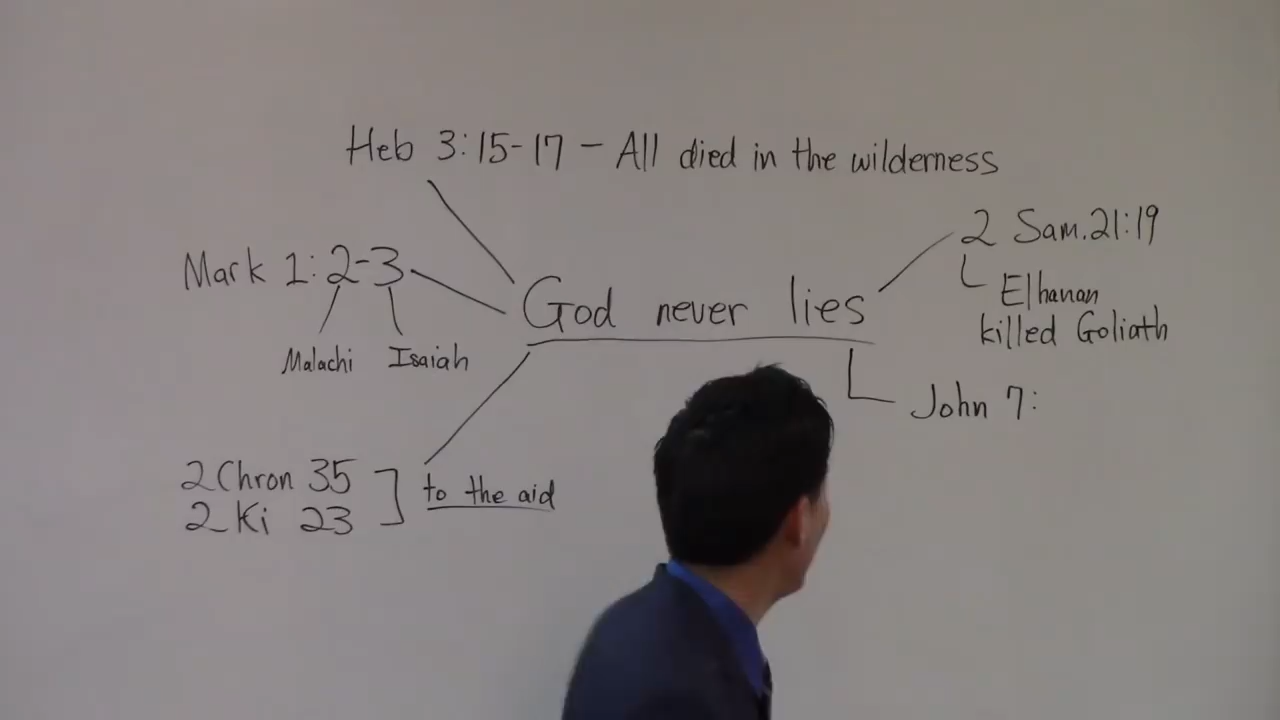 Heb 3:15-17 - All died in the wilderness
Mark 1:2-3
Malachi Isaiah
God never lies
2 Sam. 21:19
Elhanan
killed Goliath
John 7:
2 Chron 35
2 Ki 23
to the aid